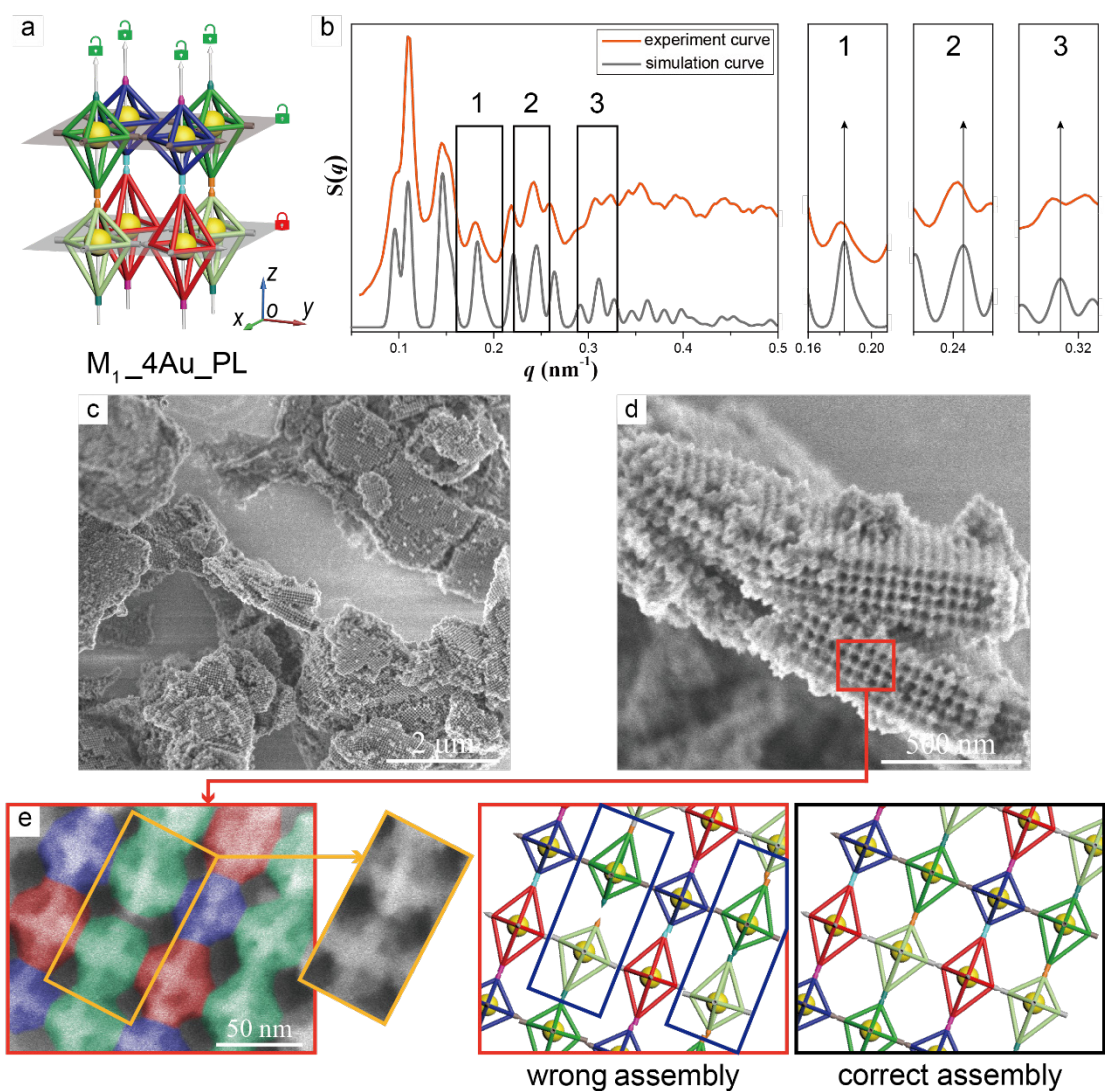 a
z
x
o
y
M₁_4Au_PL
b
experiment curve
simulation curve
1
2
3
S(q)
0.1
0.2
0.3
0.4
0.5
q (nm⁻¹)
1
0.16
0.20
2
0.24
3
0.32
c
2 μm
d
500 nm
e
50 nm
wrong assembly
correct assembly